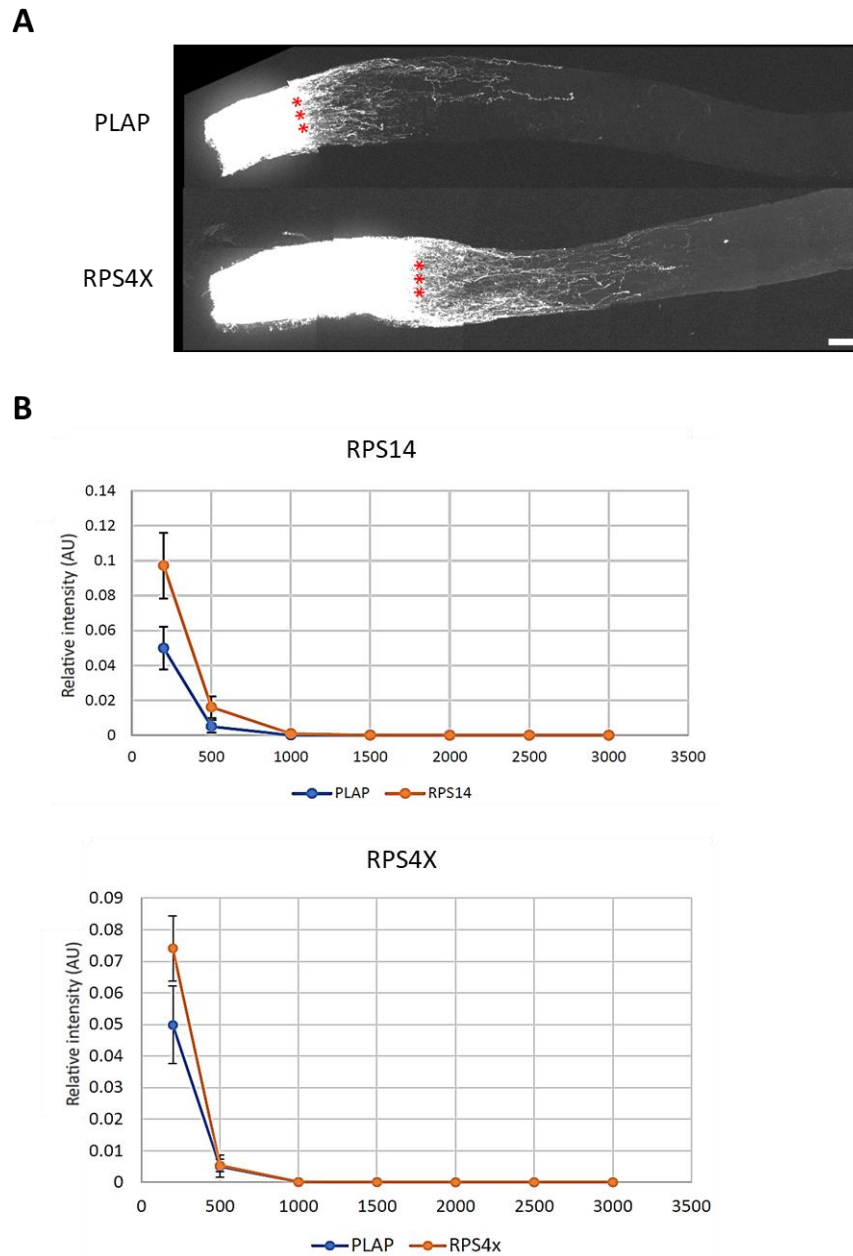 A
PLAP
RPS4X
B
RPS14
Relative intensity (AU)
0.14
0.12
0.1
0.08
0.06
0.04
0.02
0
0 500 1000 1500 2000 2500 3000 3500
PLAP RPS14
RPS4X
Relative intensity (AU)
0.09
0.08
0.07
0.06
0.05
0.04
0.03
0.02
0.01
0
0 500 1000 1500 2000 2500 3000 3500
PLAP RPS4x